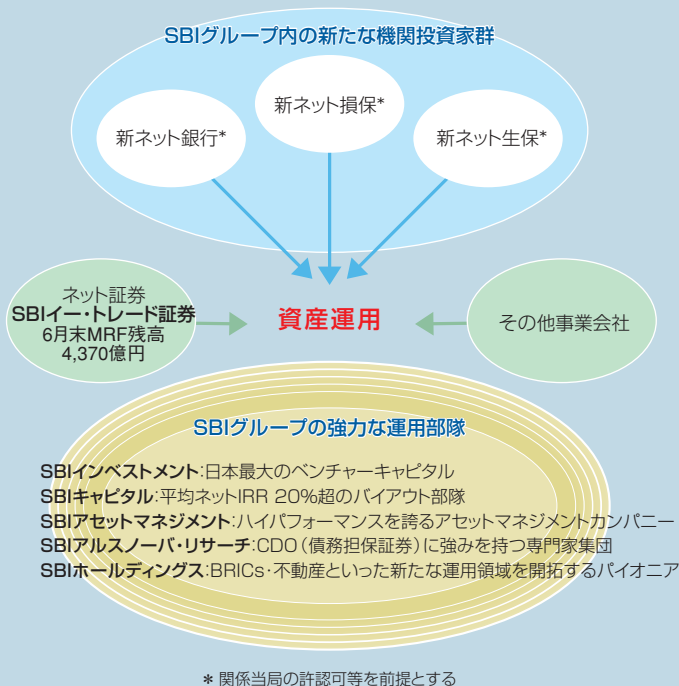 SBIグループ内の新たな機関投資家群
新ネット銀行*
新ネット損保*
新ネット生保*
ネット証券
SBIイー・トレード証券
6月末MRF残高
4,370億円
資産運用
その他事業会社
SBIグループの強力な運用部隊
SBIインベストメント:日本最大のベンチャーキャピタル
SBIキャピタル:平均ネットIRR 20%超のバイアウト部隊
SBIアセットマネジメント:ハイパフォーマンスを誇るアセットマネジメントカンパニー
SBIアルスノーバ・リサーチ:CDO(債務担保証券)に強みを持つ専門家集団
SBIホールディングス:BRICs・不動産といった新たな運用領域を開拓するパイオニア
* 関係当局の許認可等を前提とする